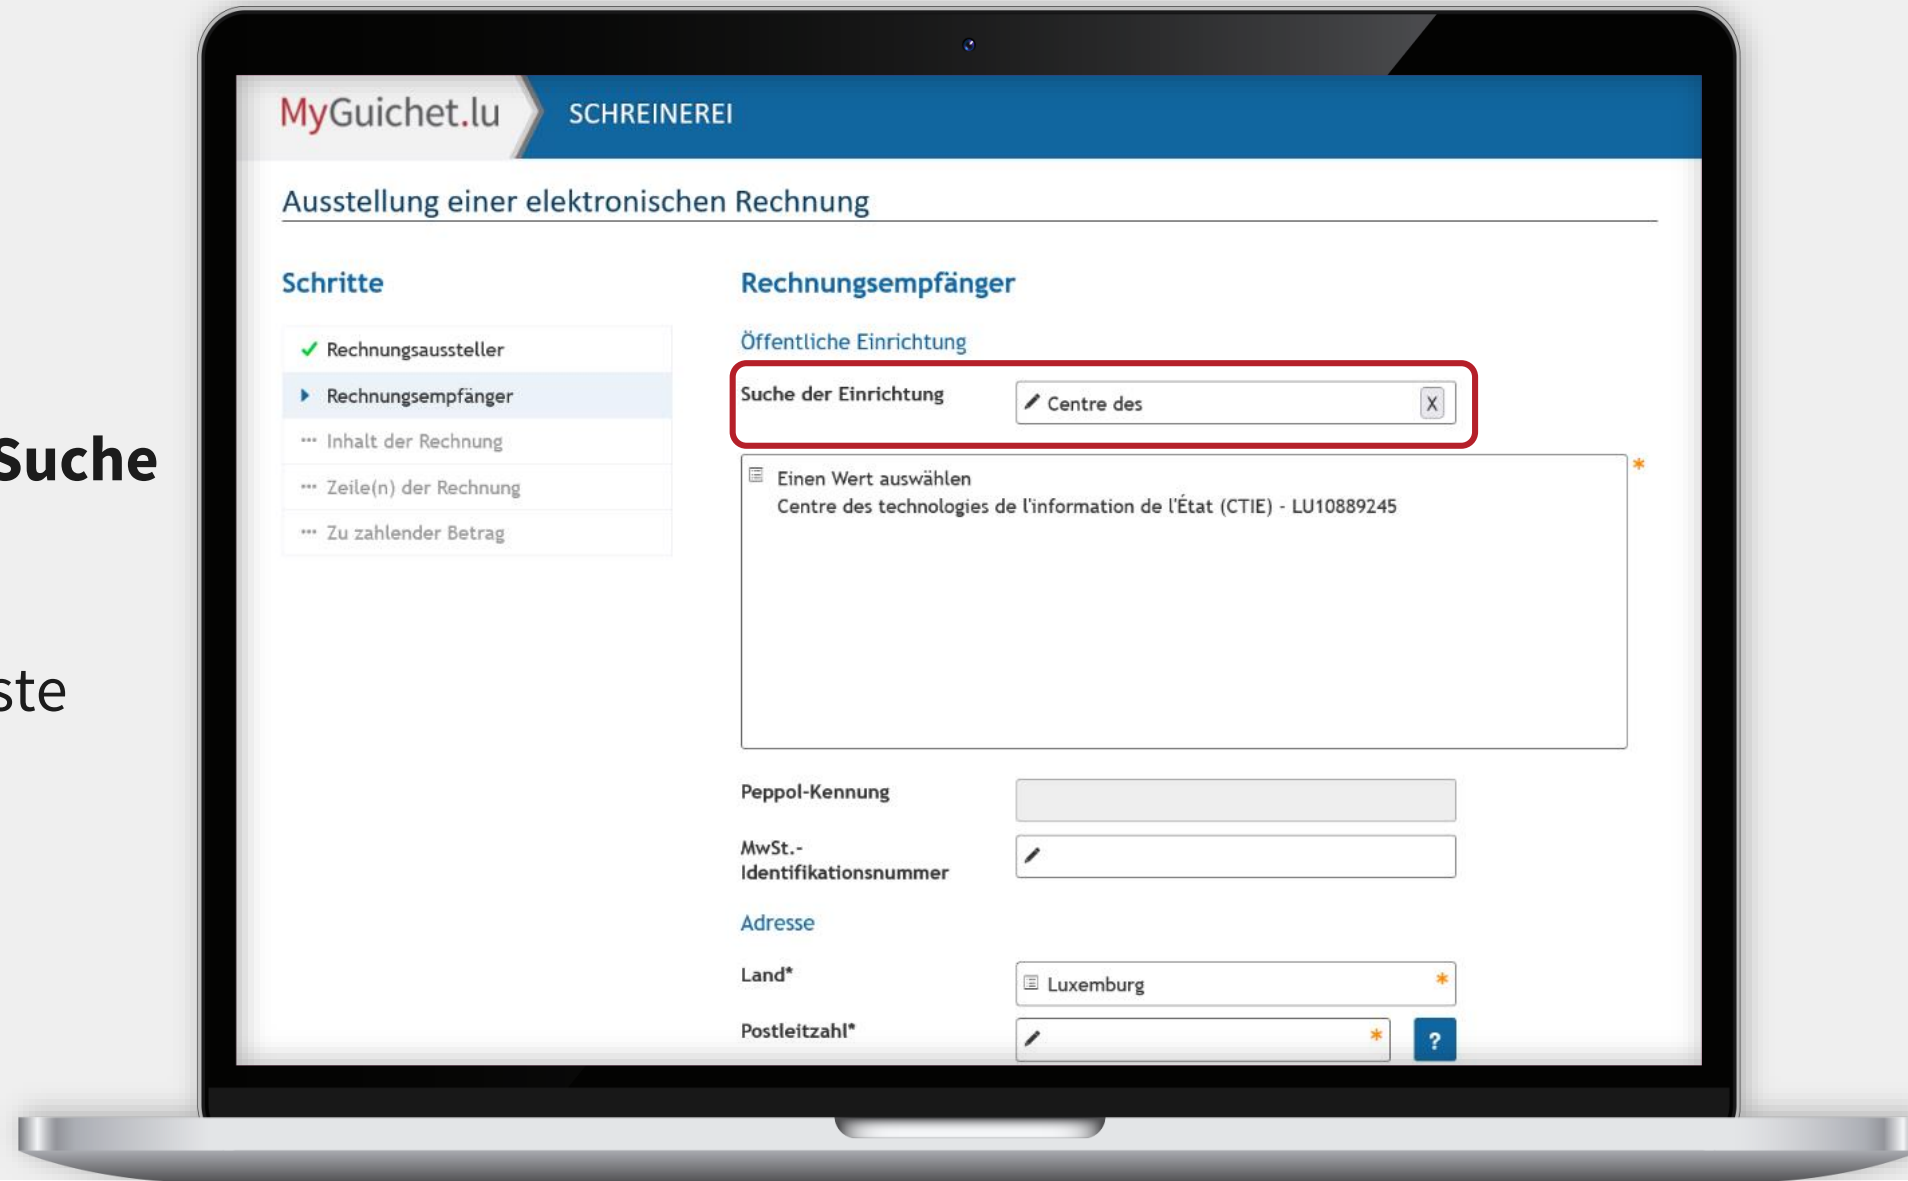 MyGuichet.lu
SCHREINEREI
Ausstellung einer elektronischen Rechnung
Schritte
Rechnungsaussteller
Rechnungsempfänger
Inhalt der Rechnung
Zeile(n) der Rechnung
Zu zahlender Betrag
Suche
ste
Rechnungsempfänger
Öffentliche Einrichtung
Suche der Einrichtung
Centre des X
*
Einen Wert auswählen
Centre des technologies de l'information de l'État (CTIE) - LU10889245
Peppol-Kennung
MwSt.-
Identifikationsnummer
Adresse
Land*
Luxemburg *
Postleitzahl*
* ?